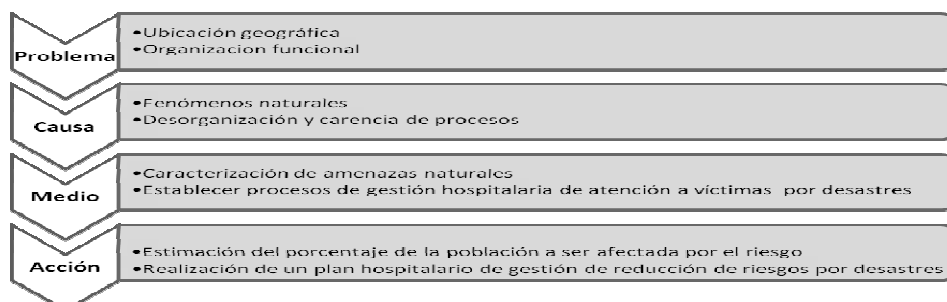 Problema
•Ubicación geográfica
•Organizacion funcional
Causa
•Fenómenos naturales
•Desorganización y carencia de procesos
Medio
•Caracterización de amenazas naturales
•Establecer procesos de gestión hospitalaria de atención a víctimas por desastres
Acción
•Estimación del porcentaje de la población a ser afectada por el riesgo
•Realización de un plan hospitalario de gestión de reducción de riesgos por desastres